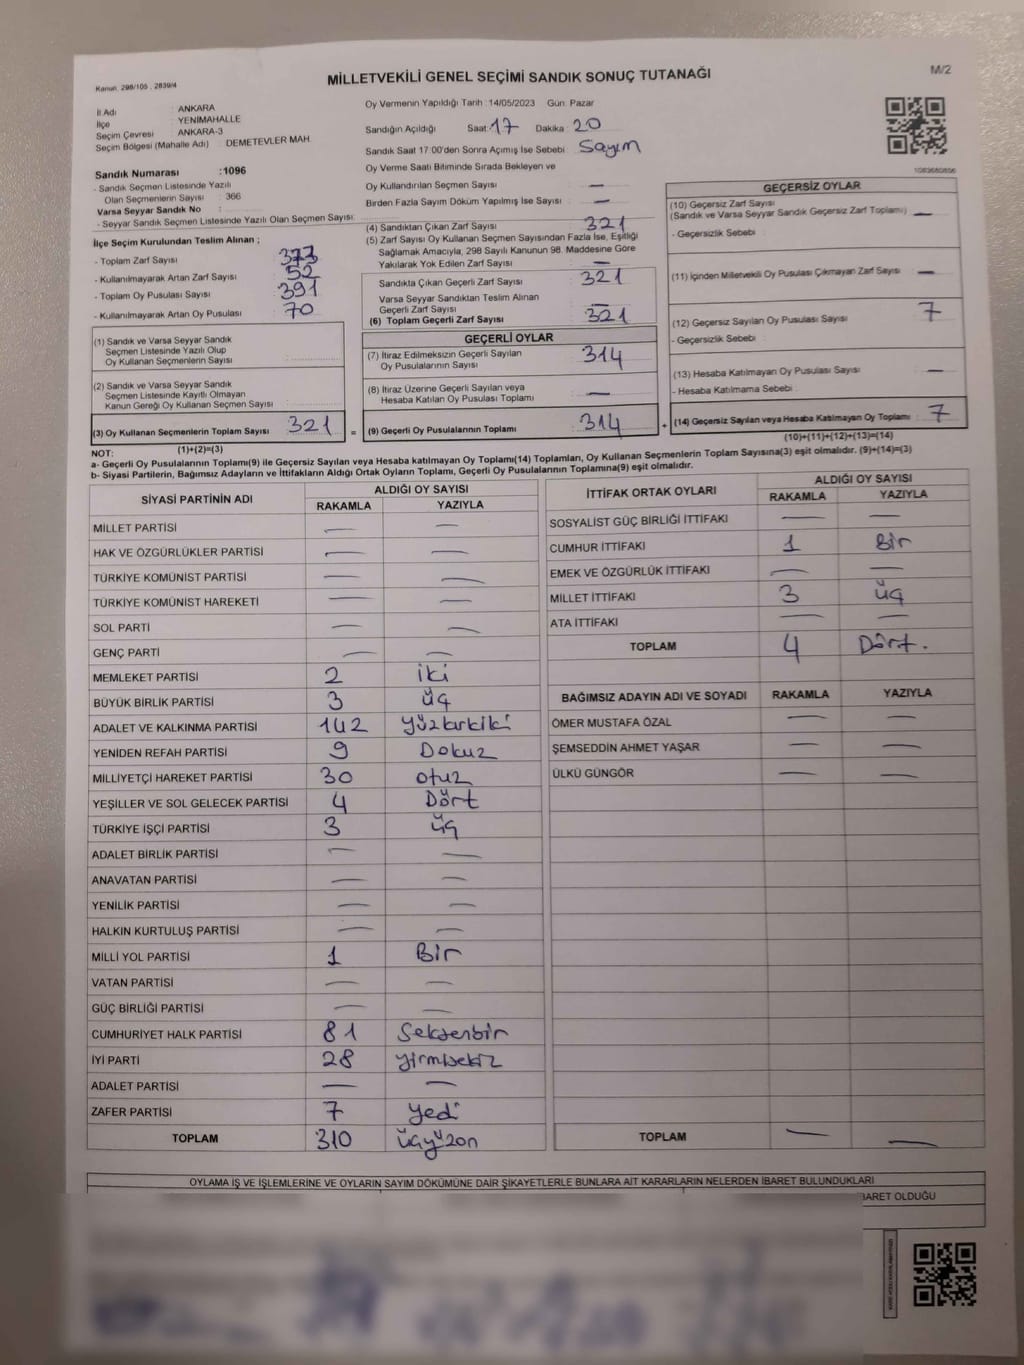 Kanun. 298/105 , 2839/4
MİLLETVEKİLİ GENEL SEÇİMİ SANDIK SONUÇ TUTANAĞI
M/2
İl Adı : ANKARA
İlçe : YENİMAHALLE
Seçim Çevresi : ANKARA-3
Seçim Bölgesi (Mahalle Adı) : DEMETEVLER MAH.
Sandık Numarası : 1096
- Sandık Seçmen Listesinde Yazılı
Olan Seçmenlerin Sayısı : 366
Varsa Seyyar Sandık No :
- Seyyar Sandık Seçmen Listesinde Yazılı Olan Seçmen Sayısı:
İlçe Seçim Kurulundan Teslim Alınan ;
- Toplam Zarf Sayısı : 373
- Kullanılmayarak Artan Zarf Sayısı : 52
- Toplam Oy Pusulası Sayısı : 391
- Kullanılmayarak Artan Oy Pusulası : 70
(1) Sandık ve Varsa Seyyar Sandık
Seçmen Listesinde Yazılı Olup
Oy Kullanan Seçmenlerin Sayısı :
(2) Sandık ve Varsa Seyyar Sandık
Seçmen Listesinde Kayıtlı Olmayan
Kanun Gereği Oy Kullanan Seçmen Sayısı :
(3) Oy Kullanan Seçmenlerin Toplam Sayısı : 321
(1)+(2)=(3)
Oy Vermenin Yapıldığı Tarih : 14/05/2023 Gün: Pazar
Sandığın Açıldığı Saat: 17 Dakika: 20
Sandık Saat 17:00'den Sonra Açımış İse Sebebi : Sayım
Oy Verme Saati Bitiminde Sırada Bekleyen ve
Oy Kullandırılan Seçmen Sayısı : —
Birden Fazla Sayım Döküm Yapılmış İse Sayısı : —
(4) Sandıktan Çıkan Zarf Sayısı : 321
(5) Zarf Sayısı Oy Kullanan Seçmen Sayısından Fazla İse, Eşitliği
Sağlamak Amacıyla, 298 Sayılı Kanunun 98. Maddesine Göre
Yakılarak Yok Edilen Zarf Sayısı : —
Sandıkta Çıkan Geçerli Zarf Sayısı : 321
Varsa Seyyar Sandıktan Teslim Alınan
Geçerli Zarf Sayısı : —
(6) Toplam Geçerli Zarf Sayısı : 321
GEÇERLİ OYLAR
(7) İtiraz Edilmeksizin Geçerli Sayılan
Oy Pusulalarının Sayısı : 314
(8) İtiraz Üzerine Geçerli Sayılan veya
Hesaba Katılan Oy Pusulası Toplamı : —
= (9) Geçerli Oy Pusulalarının Toplamı : 314 +
1083680856
GEÇERSİZ OYLAR
(10) Geçersiz Zarf Sayısı
(Sandık ve Varsa Seyyar Sandık Geçersiz Zarf Toplamı) : —
- Geçersizlik Sebebi :
(11) İçinden Milletvekili Oy Pusulası Çıkmayan Zarf Sayısı : —
(12) Geçersiz Sayılan Oy Pusulası Sayısı : 7
- Geçersizlik Sebebi :
(13) Hesaba Katılmayan Oy Pusulası Sayısı : —
- Hesaba Katılmama Sebebi :
(14) Geçersiz Sayılan veya Hesaba Katılmayan Oy Toplamı : 7
(10)+(11)+(12)+(13)=(14)
NOT:
a- Geçerli Oy Pusulalarının Toplamı(9) ile Geçersiz Sayılan veya Hesaba katılmayan Oy Toplamı(14) Toplamları, Oy Kullanan Seçmenlerin Toplam Sayısına(3) eşit olmalıdır. (9)+(14)=(3)
b- Siyasi Partilerin, Bağımsız Adayların ve İttifakların Aldığı Ortak Oyların Toplamı, Geçerli Oy Pusulalarının Toplamına(9) eşit olmalıdır.
SİYASİ PARTİNİN ADI ALDIĞI OY SAYISI
RAKAMLA YAZIYLA
MİLLET PARTİSİ — —
HAK VE ÖZGÜRLÜKLER PARTİSİ — —
TÜRKİYE KOMÜNİST PARTİSİ — —
TÜRKİYE KOMÜNİST HAREKETİ — —
SOL PARTİ — —
GENÇ PARTİ — —
MEMLEKET PARTİSİ 2 iki
BÜYÜK BİRLİK PARTİSİ 3 üç
ADALET VE KALKINMA PARTİSİ 142 yüzkırkiki
YENİDEN REFAH PARTİSİ 9 Dokuz
MİLLİYETÇİ HAREKET PARTİSİ 30 otuz
YEŞİLLER VE SOL GELECEK PARTİSİ 4 Dört
TÜRKİYE İŞÇİ PARTİSİ 3 üç
ADALET BİRLİK PARTİSİ — —
ANAVATAN PARTİSİ — —
YENİLİK PARTİSİ — —
HALKIN KURTULUŞ PARTİSİ — —
MİLLİ YOL PARTİSİ 1 Bir
VATAN PARTİSİ — —
GÜÇ BİRLİĞİ PARTİSİ — —
CUMHURİYET HALK PARTİSİ 81 Seksenbir
İYİ PARTİ 28 yirmisekiz
ADALET PARTİSİ — —
ZAFER PARTİSİ 7 yedi
TOPLAM 310 üçyüzon
İTTİFAK ORTAK OYLARI ALDIĞI OY SAYISI
RAKAMLA YAZIYLA
SOSYALİST GÜÇ BİRLİĞİ İTTİFAKI — —
CUMHUR İTTİFAKI 1 Bir
EMEK VE ÖZGÜRLÜK İTTİFAKI — —
MİLLET İTTİFAKI 3 üç
ATA İTTİFAKI — —
TOPLAM 4 Dört.
BAĞIMSIZ ADAYIN ADI VE SOYADI RAKAMLA YAZIYLA
ÖMER MUSTAFA ÖZAL — —
ŞEMSEDDİN AHMET YAŞAR — —
ÜLKÜ GÜNGÖR — —
TOPLAM — —
OYLAMA İŞ VE İŞLEMLERİNE VE OYLARIN SAYIM DÖKÜMÜNE DAİR ŞİKAYETLERLE BUNLARA AİT KARARLARIN NELERDEN İBARET BULUNDUKLARI
İBARET OLDUĞU